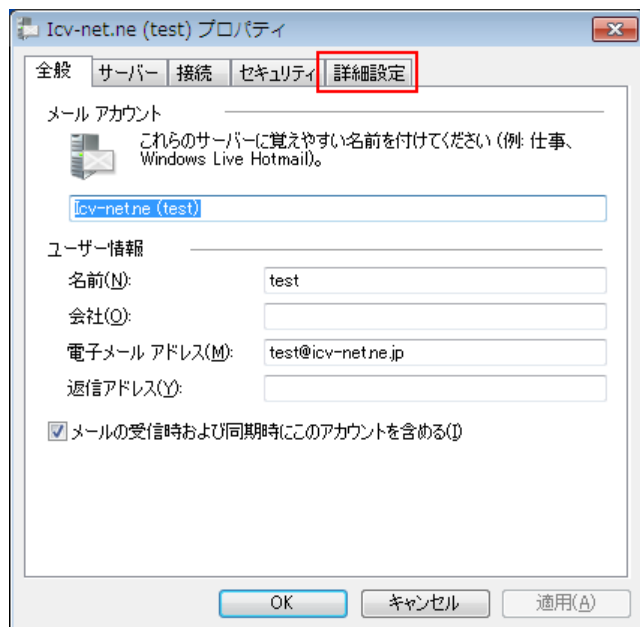 Icv-net.ne (test) プロパティ
全般 サーバー 接続 セキュリティ 詳細設定
メール アカウント
これらのサーバーに覚えやすい名前を付けてください (例: 仕事、
Windows Live Hotmail)。
Icv-net.ne (test)
ユーザー情報
名前(N): test
会社(O):
電子メール アドレス(M): test@icv-net.ne.jp
返信アドレス(Y):
メールの受信時および同期時にこのアカウントを含める(I)
OK キャンセル 適用(A)